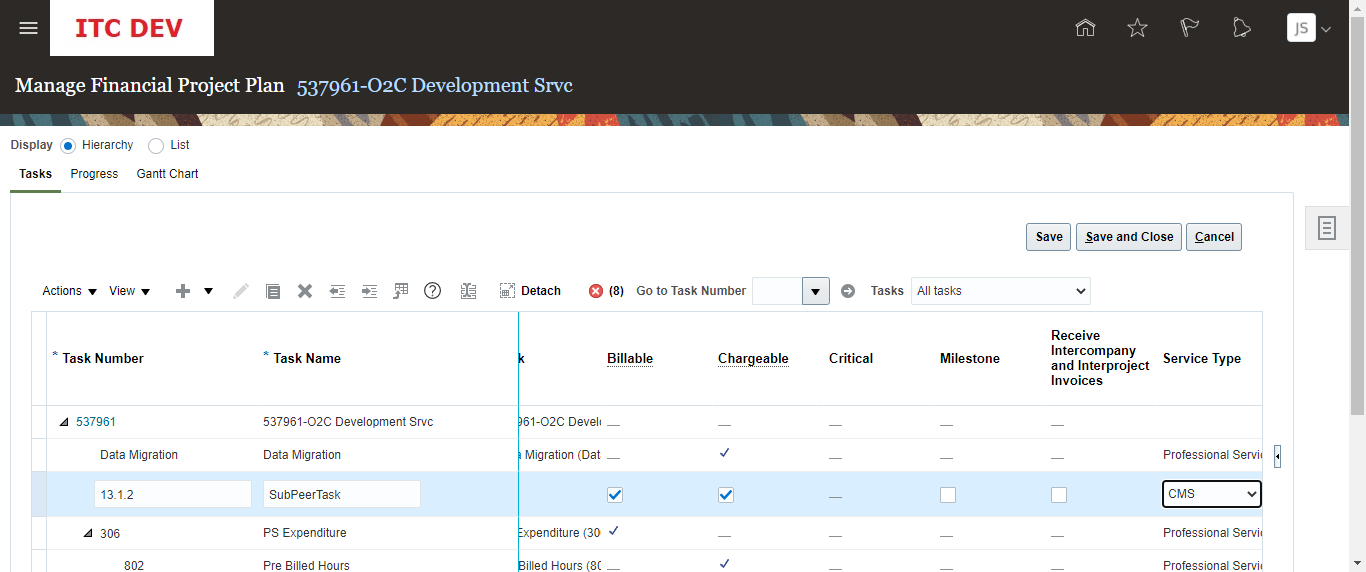 ITC DEV
JS
Manage Financial Project Plan 537961-O2C Development Srvc
Display Hierarchy List
Tasks Progress Gantt Chart
Save Save and Close Cancel
Actions View Detach (8) Go to Task Number Tasks All tasks
* Task Number * Task Name k Billable Chargeable Critical Milestone Receive Intercompany and Interproject Invoices Service Type
537961 537961-O2C Development Srvc 961-O2C Develo
Data Migration Data Migration Migration (Dat Professional Servic
13.1.2 SubPeerTask CMS
306 PS Expenditure Expenditure (30 Professional Servic
802 Pre Billed Hours Billed Hours (80 Professional Servic